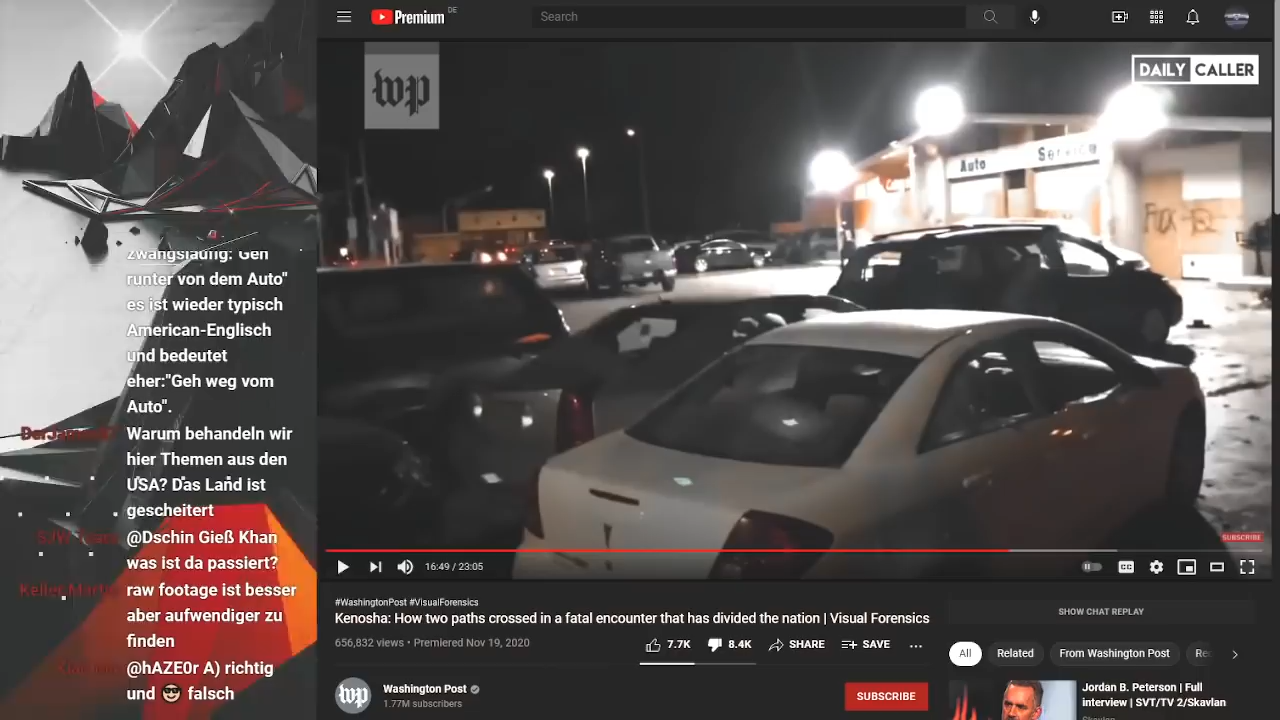 Premium DE
Search
wp
DAILY CALLER
Auto Service
zwangsläufig: Geh
runter von dem Auto"
es ist wieder typisch
American-Englisch
und bedeutet
eher:"Geh weg vom
Auto".
Warum behandeln wir
hier Themen aus den
USA? Das Land ist
gescheitert
@Dschin Gieß Khan
was ist da passiert?
raw footage ist besser
aber aufwendiger zu
finden
@hAZE0r A) richtig
und 😎 falsch
SUBSCRIBE
16:49 / 23:05
CC
#WashingtonPost #VisualForensics
Kenosha: How two paths crossed in a fatal encounter that has divided the nation | Visual Forensics
656,832 views • Premiered Nov 19, 2020
7.7K 8.4K SHARE SAVE
wp
Washington Post
1.77M subscribers
SUBSCRIBE
SHOW CHAT REPLAY
All Related From Washington Post
Jordan B. Peterson | Full
interview | SVT/TV 2/Skavlan
Skavlan